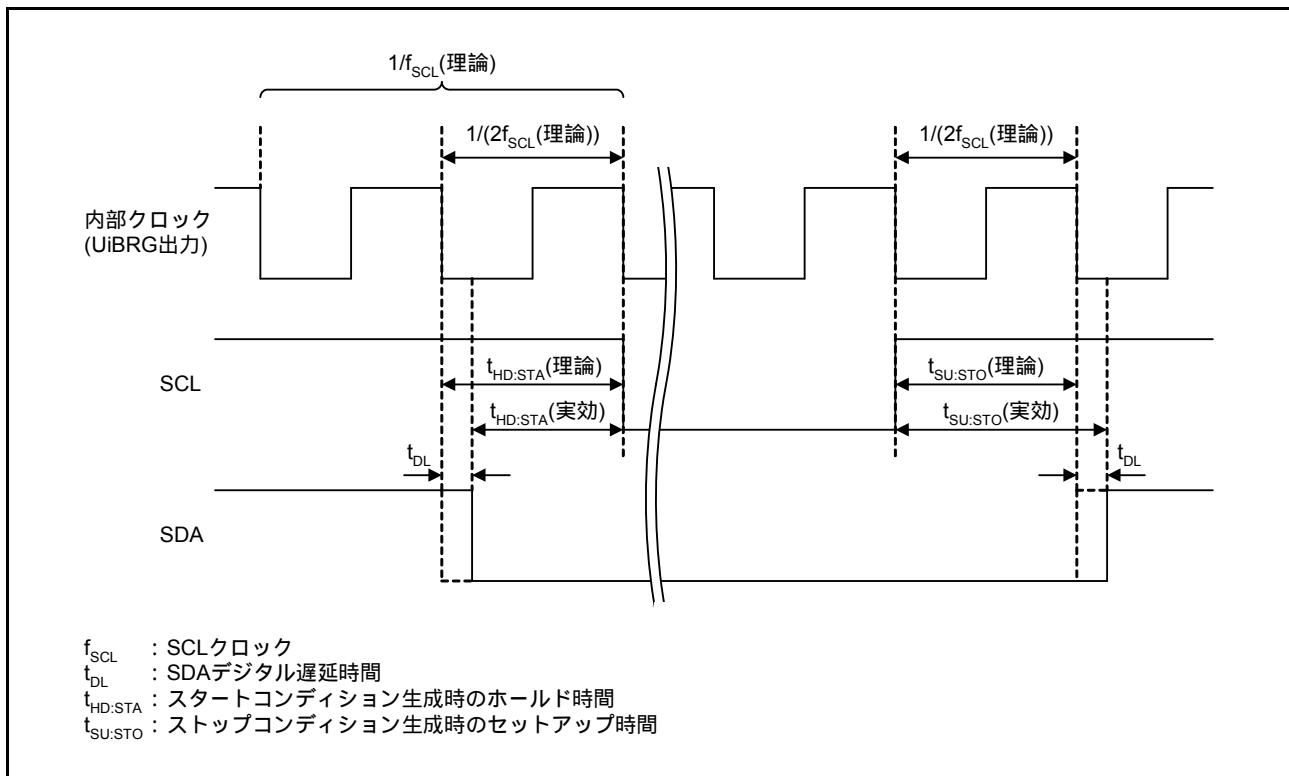 1/fSCL(理論)
1/(2fSCL(理論))
1/(2fSCL(理論))
内部クロック
(UiBRG出力)
SCL
tHD:STA(理論)
tSU:STO(理論)
tHD:STA(実効)
tSU:STO(実効)
tDL
tDL
SDA
fSCL :SCLクロック
tDL :SDAデジタル遅延時間
tHD:STA :スタートコンディション生成時のホールド時間
tSU:STO :ストップコンディション生成時のセットアップ時間